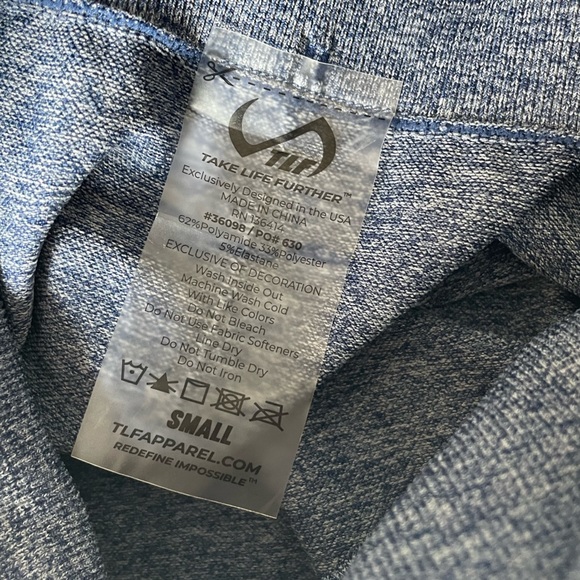 TLF
TAKE LIFE FURTHER™
Exclusively Designed in the USA
MADE IN CHINA
RN 136414
#36098 / PO# 630
62%Polyamide 33%Polyester
5%Elastane
EXCLUSIVE OF DECORATION
Wash Inside Out
Machine Wash Cold
With Like Colors
Do Not Bleach
Do Not Use Fabric Softeners
Line Dry
Do Not Tumble Dry
Do Not Iron
SMALL
TLFAPPAREL.COM
REDEFINE IMPOSSIBLE™